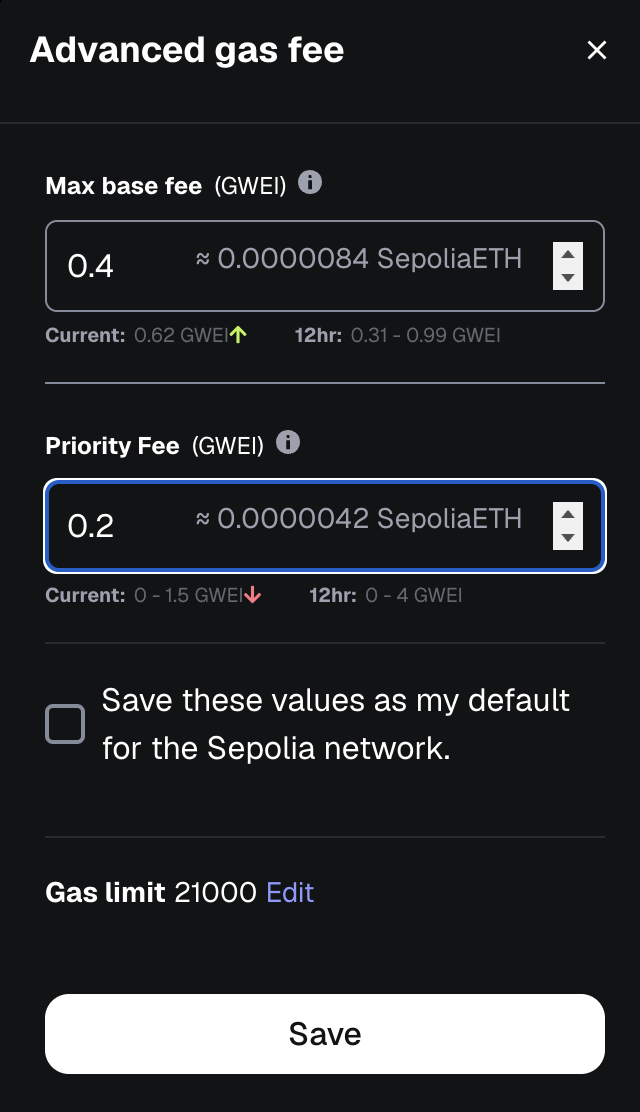 Advanced gas fee
Max base fee (GWEI)
0.4 ≈ 0.0000084 SepoliaETH
Current: 0.62 GWEI 12hr: 0.31 - 0.99 GWEI
Priority Fee (GWEI)
0.2 ≈ 0.0000042 SepoliaETH
Current: 0 - 1.5 GWEI 12hr: 0 - 4 GWEI
Save these values as my default
for the Sepolia network.
Gas limit 21000 Edit
Save